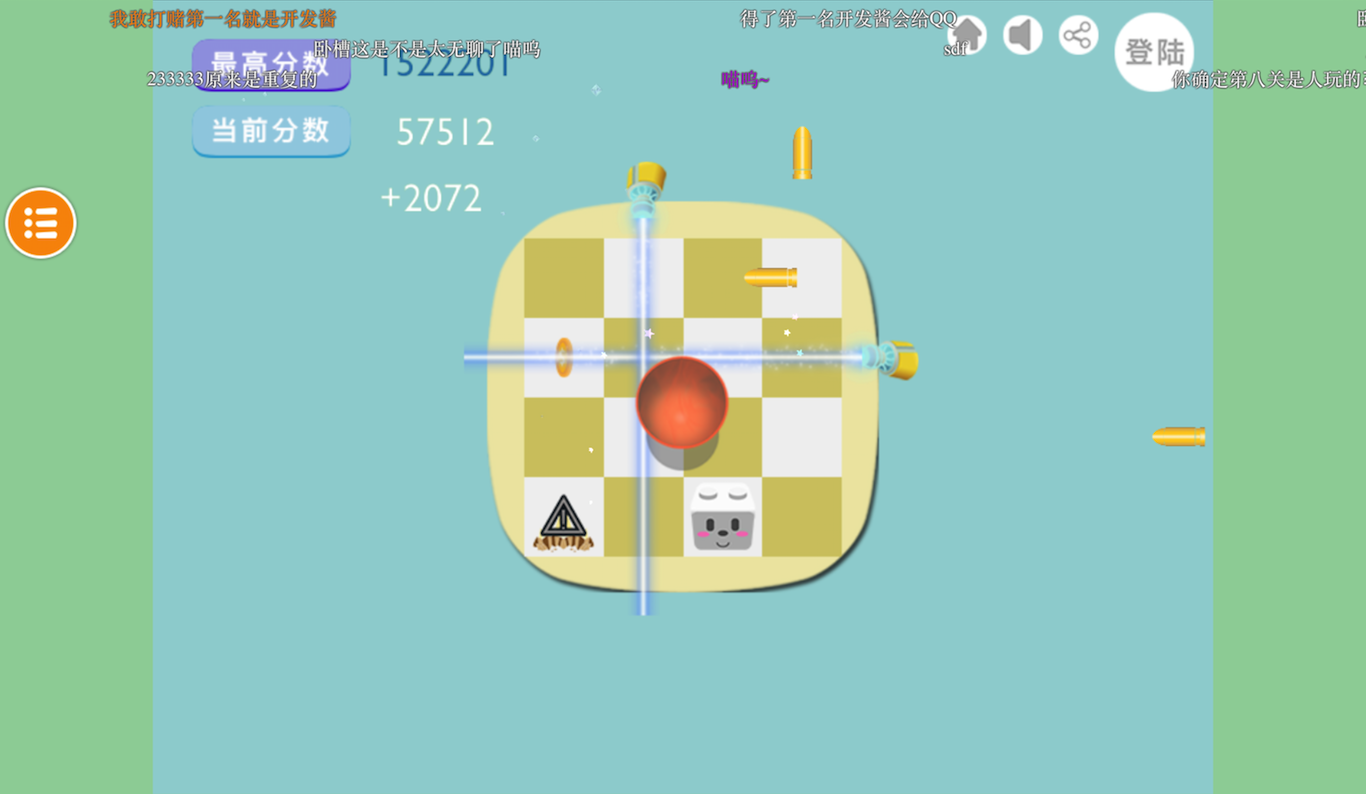 我敢打赌第一名就是开发酱
得了第一名开发酱会给QQ
卧槽这是不是太无聊了喵呜
sdf
最高分数
1522201
233333原来是重复的
喵呜~
登陆
你确定第八关是人玩的
当前分数
57512
+2072